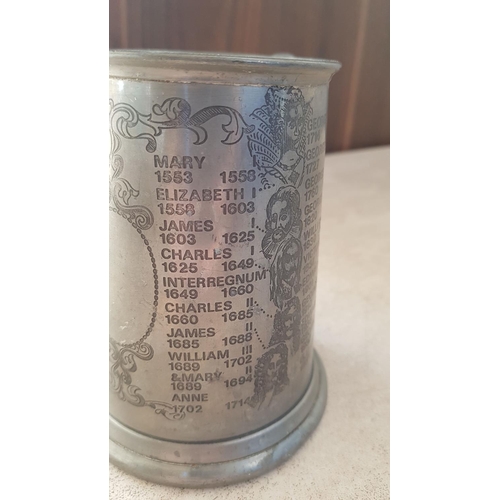 MARY I
1553 1558
ELIZABETH I
1558 1603
JAMES I
1603 1625
CHARLES I
1625 1649
INTERREGNUM
1649 1660
CHARLES II
1660 1685
JAMES II
1685 1688
WILLIAM III
1689 1702
&MARY II
1689 1694
ANNE
1702 1714